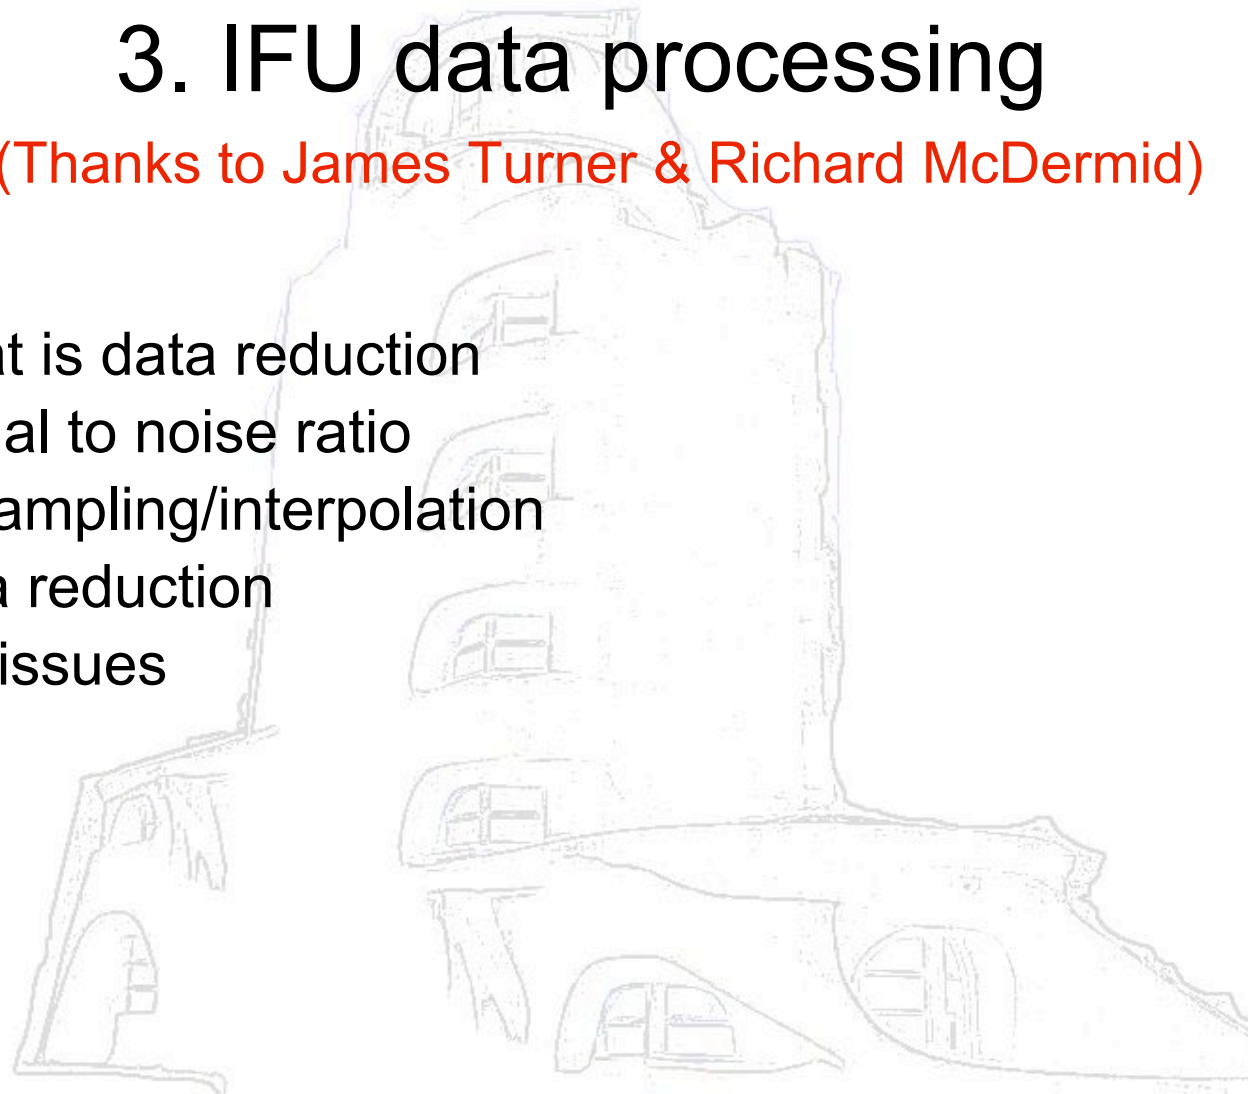 3. IFU data processing
(Thanks to James Turner & Richard McDermid)
at is data reduction
al to noise ratio
ampling/interpolation
a reduction
issues